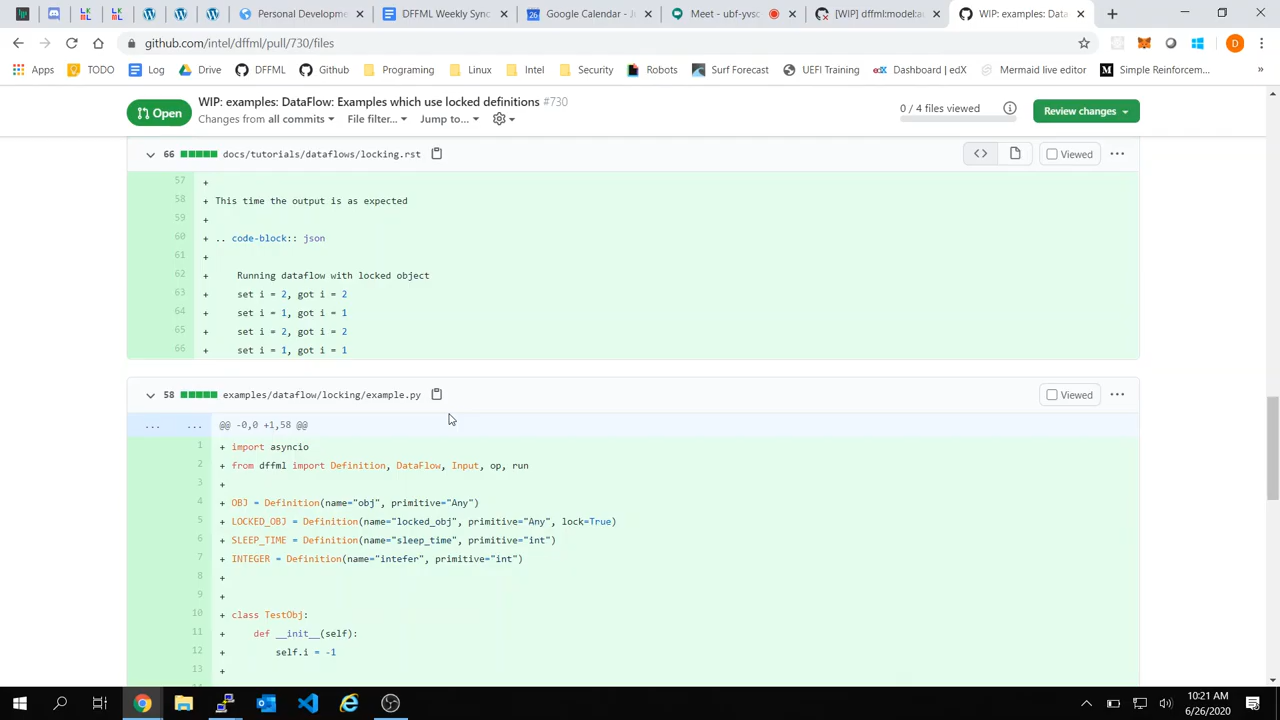 Personal Developme
DFFML Weekly Sync
Google Calendar - Ju
Meet - ubf-yvsc
[WIP] dffml:model:au
WIP: examples: Data
github.com/intel/dffml/pull/730/files
D
Apps
TODO
Log
Drive
DFFML
Github
Programing
Linux
Intel
Security
Robots
Surf Forecast
UEFI Training
Dashboard | edX
Mermaid live editor
Simple Reinforcem...
»
Open
WIP: examples: DataFlow: Examples which use locked definitions #730
Changes from all commits
File filter...
Jump to...
0 / 4 files viewed
Review changes
66 docs/tutorials/dataflows/locking.rst
Viewed
57 +
58 + This time the output is as expected
59 +
60 + .. code-block:: json
61 +
62 + Running dataflow with locked object
63 + set i = 2, got i = 2
64 + set i = 1, got i = 1
65 + set i = 2, got i = 2
66 + set i = 1, got i = 1
58 examples/dataflow/locking/example.py
Viewed
... ... @@ -0,0 +1,58 @@
1 + import asyncio
2 + from dffml import Definition, DataFlow, Input, op, run
3 +
4 + OBJ = Definition(name="obj", primitive="Any")
5 + LOCKED_OBJ = Definition(name="locked_obj", primitive="Any", lock=True)
6 + SLEEP_TIME = Definition(name="sleep_time", primitive="int")
7 + INTEGER = Definition(name="intefer", primitive="int")
8 +
9 +
10 + class TestObj:
11 + def __init__(self):
12 + self.i = -1
13 +
10:21 AM
6/26/2020